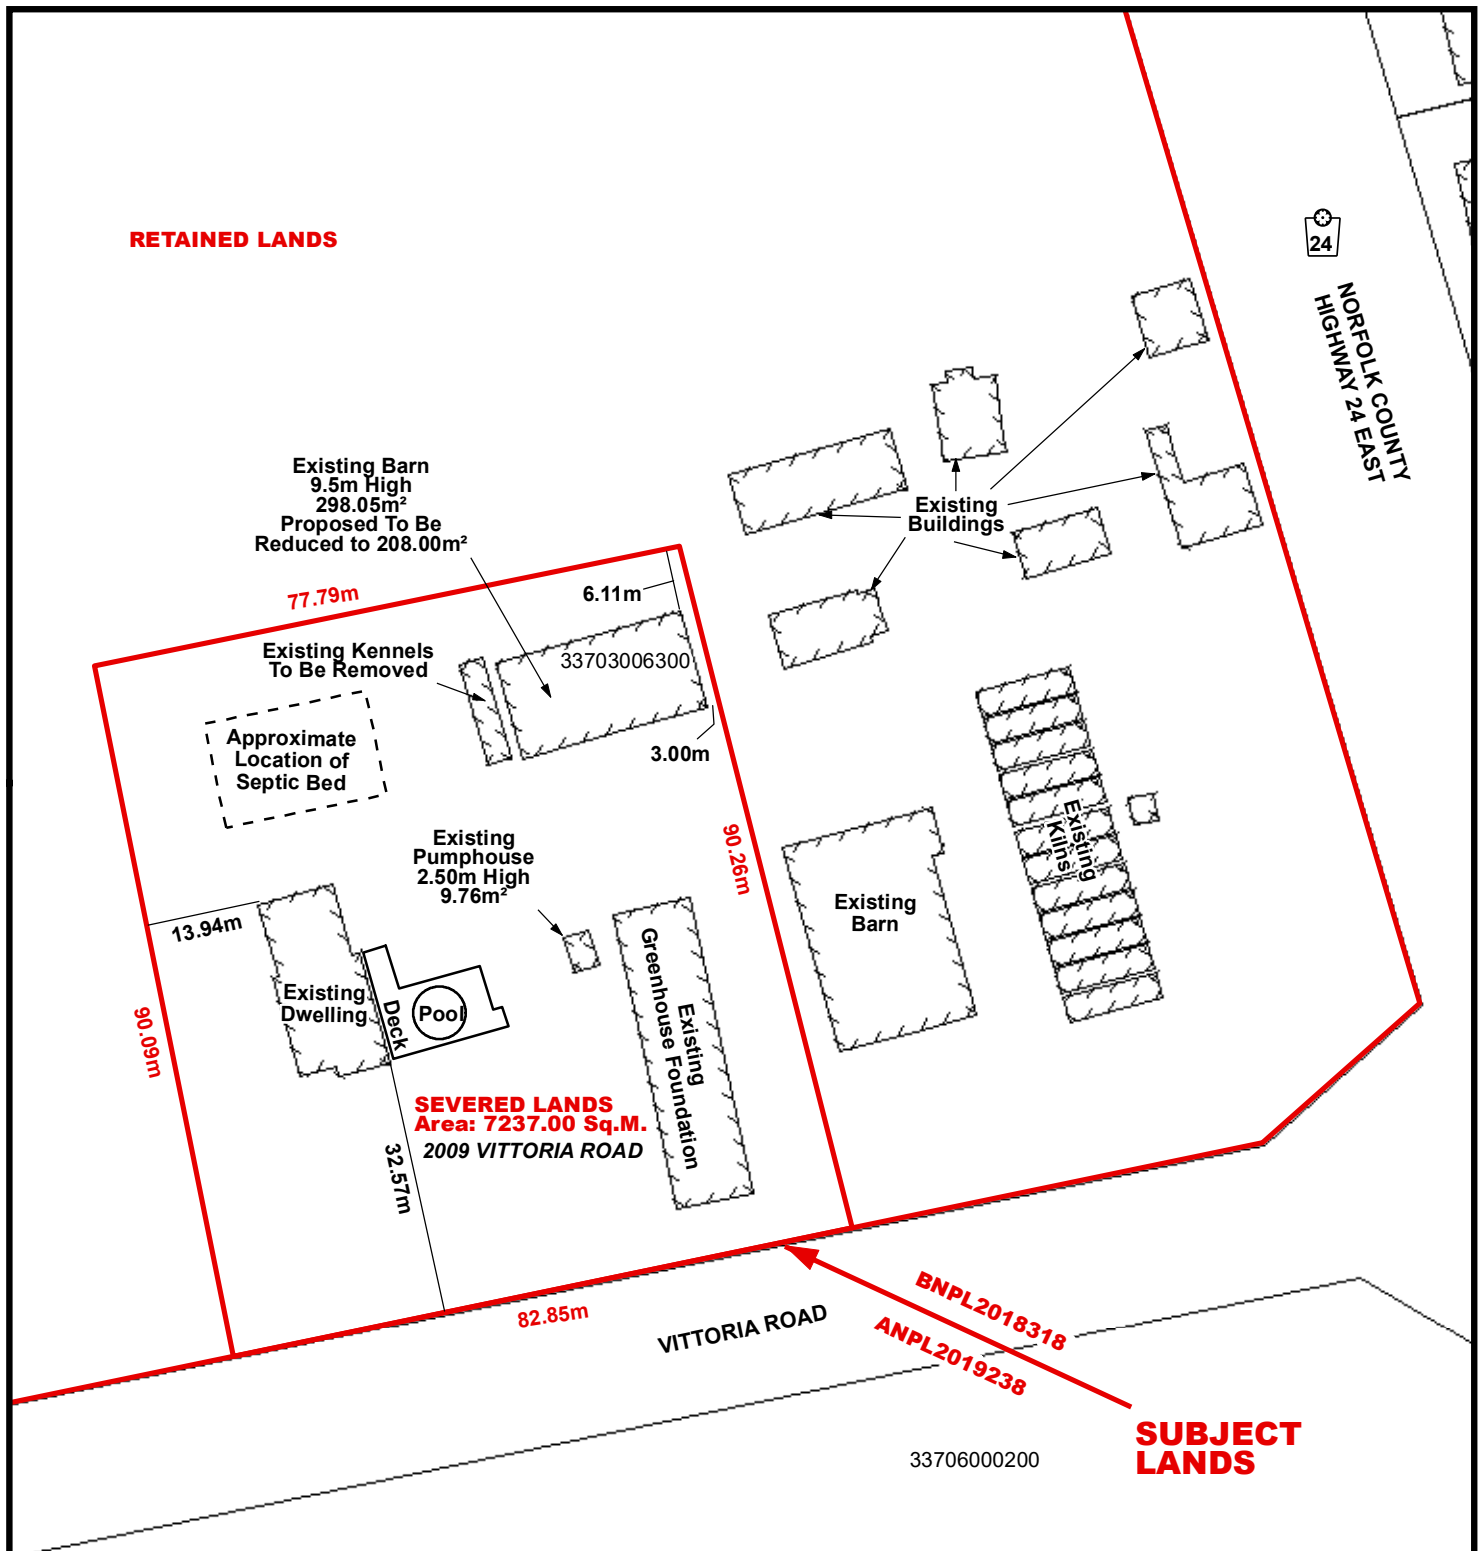 RETAINED LANDS
24
NORFOLK COUNTY
HIGHWAY 24 EAST
Existing Barn
9.5m High
298.05m²
Proposed To Be
Reduced to 208.00m²
Existing
Buildings
77.79m
6.11m
Existing Kennels
To Be Removed
33703006300
Approximate
Location of
Septic Bed
3.00m
Existing
Pumphouse
2.50m High
9.76m²
90.26m
Existing
Kilns
Existing
Barn
13.94m
Existing
Dwelling
Deck
Pool
Existing
Greenhouse Foundation
90.09m
SEVERED LANDS
Area: 7237.00 Sq.M.
2009 VITTORIA ROAD
32.57m
82.85m
VITTORIA ROAD
BNPL2018318
ANPL2019238
SUBJECT
LANDS
33706000200